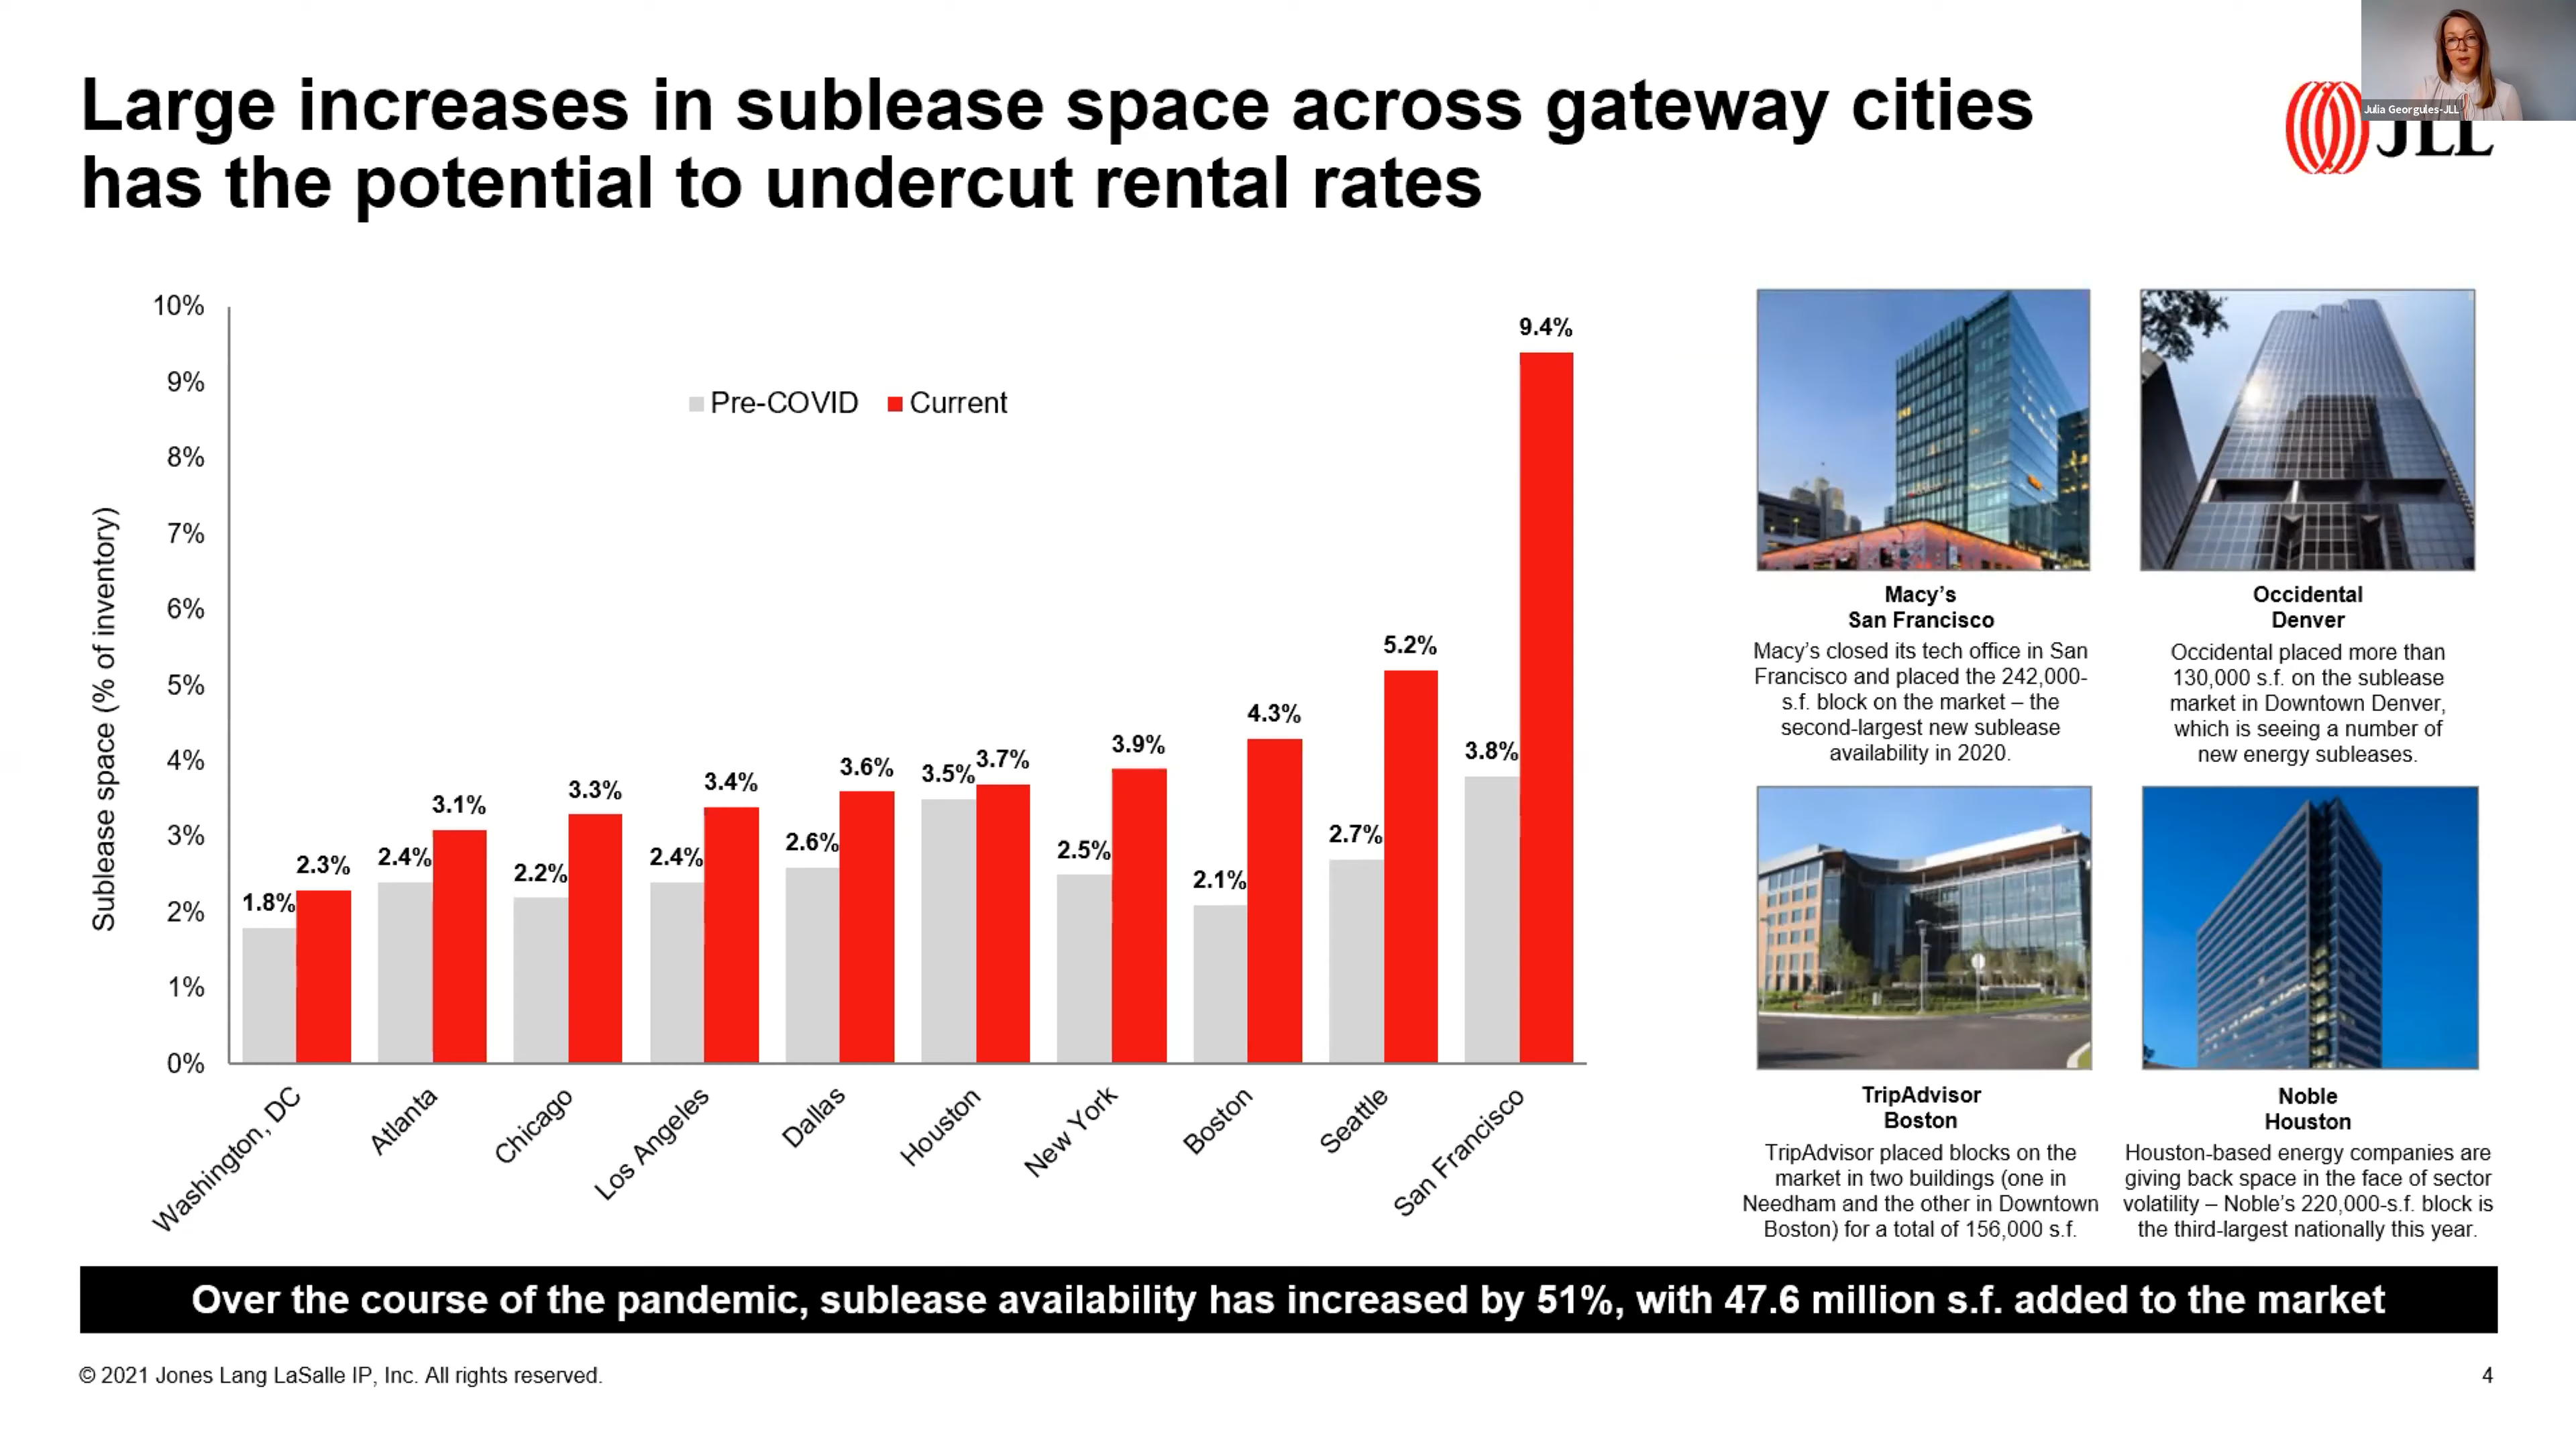 Large increases in sublease space across gateway cities
has the potential to undercut rental rates
Julia Georgules-JLL
JLL
Sublease space (% of inventory)
10%
9%
8%
7%
6%
5%
4%
3%
2%
1%
0%
Pre-COVID Current
1.8% 2.3%
2.4% 3.1%
2.2% 3.3%
2.4% 3.4%
2.6% 3.6%
3.5% 3.7%
2.5% 3.9%
2.1% 4.3%
2.7% 5.2%
3.8% 9.4%
Washington, DC
Atlanta
Chicago
Los Angeles
Dallas
Houston
New York
Boston
Seattle
San Francisco
Macy’s
San Francisco
Macy’s closed its tech office in San
Francisco and placed the 242,000-
s.f. block on the market – the
second-largest new sublease
availability in 2020.
Occidental
Denver
Occidental placed more than
130,000 s.f. on the sublease
market in Downtown Denver,
which is seeing a number of
new energy subleases.
TripAdvisor
Boston
TripAdvisor placed blocks on the
market in two buildings (one in
Needham and the other in Downtown
Boston) for a total of 156,000 s.f.
Noble
Houston
Houston-based energy companies are
giving back space in the face of sector
volatility – Noble’s 220,000-s.f. block is
the third-largest nationally this year.
Over the course of the pandemic, sublease availability has increased by 51%, with 47.6 million s.f. added to the market
© 2021 Jones Lang LaSalle IP, Inc. All rights reserved.
4